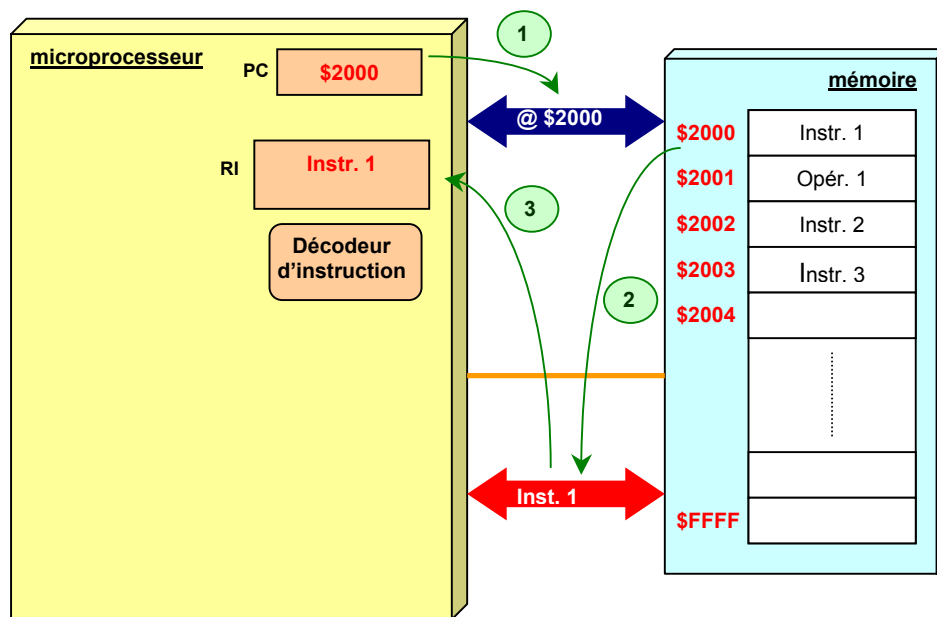 microprocesseur
PC
$2000
RI
Instr. 1
Décodeur
d'instruction
1
@ $2000
3
2
Inst. 1
mémoire
$2000 Instr. 1
$2001 Opér. 1
$2002 Instr. 2
$2003 Instr. 3
$2004
$FFFF